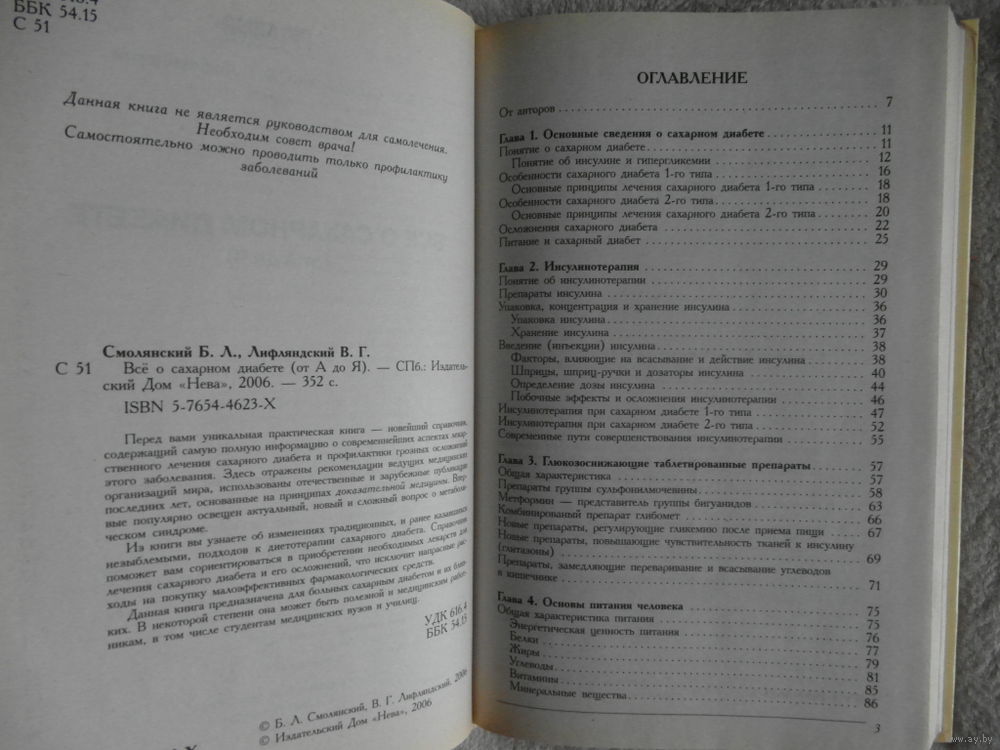 616.4
ББК 54.15
С 51
Данная книга не является руководством для самолечения.
Необходим совет врача!
Самостоятельно можно проводить только профилактику
заболеваний
Смолянский Б. Л., Лифляндский В. Г.
С 51 Всё о сахарном диабете (от А до Я). — СПб.: Издатель-
ский Дом «Нева», 2006. — 352 с.
ISBN 5-7654-4623-X
Перед вами уникальная практическая книга — новейший справочник,
содержащий самую полную информацию о современнейших аспектах лекар-
ственного лечения сахарного диабета и профилактики грозных осложнений
этого заболевания. Здесь отражены рекомендации ведущих медицинских
организаций мира, использованы отечественные и зарубежные публикации
последних лет, основанные на принципах доказательной медицины. Впер-
вые популярно освещен актуальный, новый и сложный вопрос о метаболи-
ческом синдроме.
Из книги вы узнаете об изменениях традиционных, и ранее казавшихся
незыблемыми, подходов к диетотерапии сахарного диабета. Справочник
поможет вам сориентироваться в приобретении необходимых лекарств для
лечения сахарного диабета и его осложнений, что исключит напрасные рас-
ходы на покупку малоэффективных фармакологических средств.
Данная книга предназначена для больных сахарным диабетом и их близ-
ких. В некоторой степени она может быть полезной и медицинским работ-
никам, в том числе студентам медицинских вузов и училищ.
УДК 616.4
ББК 54.15
© Б. Л. Смолянский, В. Г. Лифляндский, 2006
© Издательский Дом «Нева», 2006
ОГЛАВЛЕНИЕ
От авторов 7
Глава 1. Основные сведения о сахарном диабете 11
Понятие о сахарном диабете 11
Понятие об инсулине и гипергликемии 12
Особенности сахарного диабета 1-го типа 16
Основные принципы лечения сахарного диабета 1-го типа 18
Особенности сахарного диабета 2-го типа 18
Основные принципы лечения сахарного диабета 2-го типа 20
Осложнения сахарного диабета 22
Питание и сахарный диабет 25
Глава 2. Инсулинотерапия 29
Понятие об инсулинотерапии 29
Препараты инсулина 30
Упаковка, концентрация и хранение инсулина 36
Упаковка инсулина 36
Хранение инсулина 37
Введение (инъекции) инсулина 38
Факторы, влияющие на всасывание и действие инсулина 38
Шприцы, шприц-ручки и дозаторы инсулина 40
Определение дозы инсулина 44
Побочные эффекты и осложнения инсулинотерапии 46
Инсулинотерапия при сахарном диабете 1-го типа 47
Инсулинотерапия при сахарном диабете 2-го типа 52
Современные пути совершенствования инсулинотерапии 55
Глава 3. Глюкозоснижающие таблетированные препараты 57
Общая характеристика 57
Препараты группы сульфонилмочевины 58
Метформин — представитель группы бигуанидов 63
Комбинированый препарат глибомет 66
Новые препараты, регулирующие гликемию после приема пищи 67
Новые препараты, повышающие чувствительность тканей к инсулину
(глитазоны) 69
Препараты, замедляющие переваривание и всасывание углеводов
в кишечнике 71
Глава 4. Основы питания человека 75
Общая характеристика питания 75
Энергетическая ценность питания 76
Белки 77
Жиры 79
Углеводы 81
Витамины 85
Минеральные вещества 86
3
www.ay.by